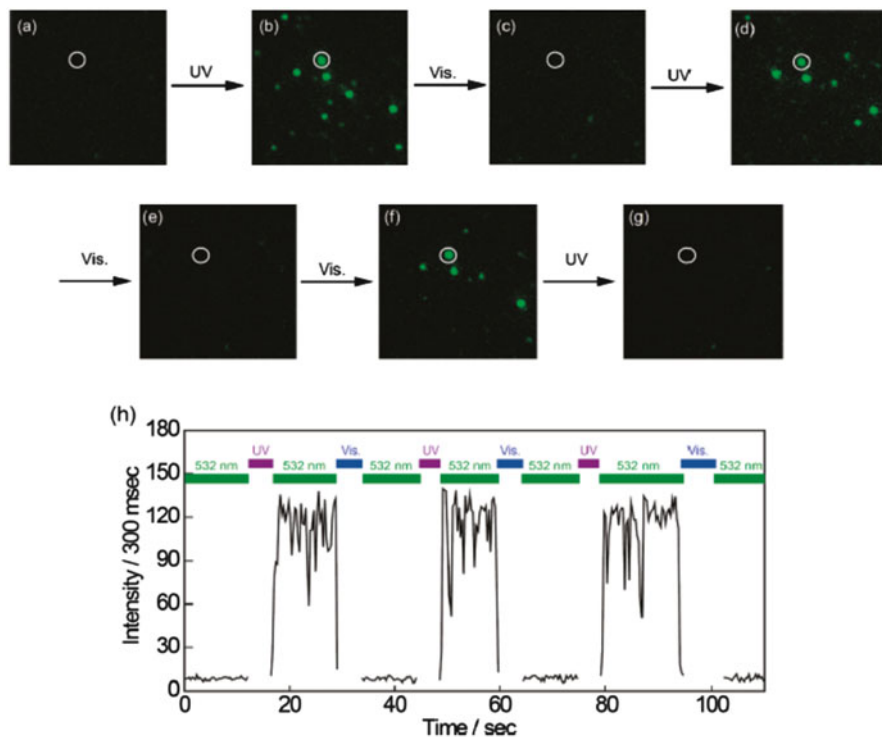 (a)
UV
(b)
Vis.
(c)
UV'
(d)
Vis.
(e)
Vis.
(f)
UV
(g)
(h)
180
150
120
90
60
30
0
Intensity / 300 msec
UV Vis. UV Vis. UV Vis.
532 nm 532 nm 532 nm 532 nm 532 nm 532 nm 532 nm
0 20 40 60 80 100
Time / sec